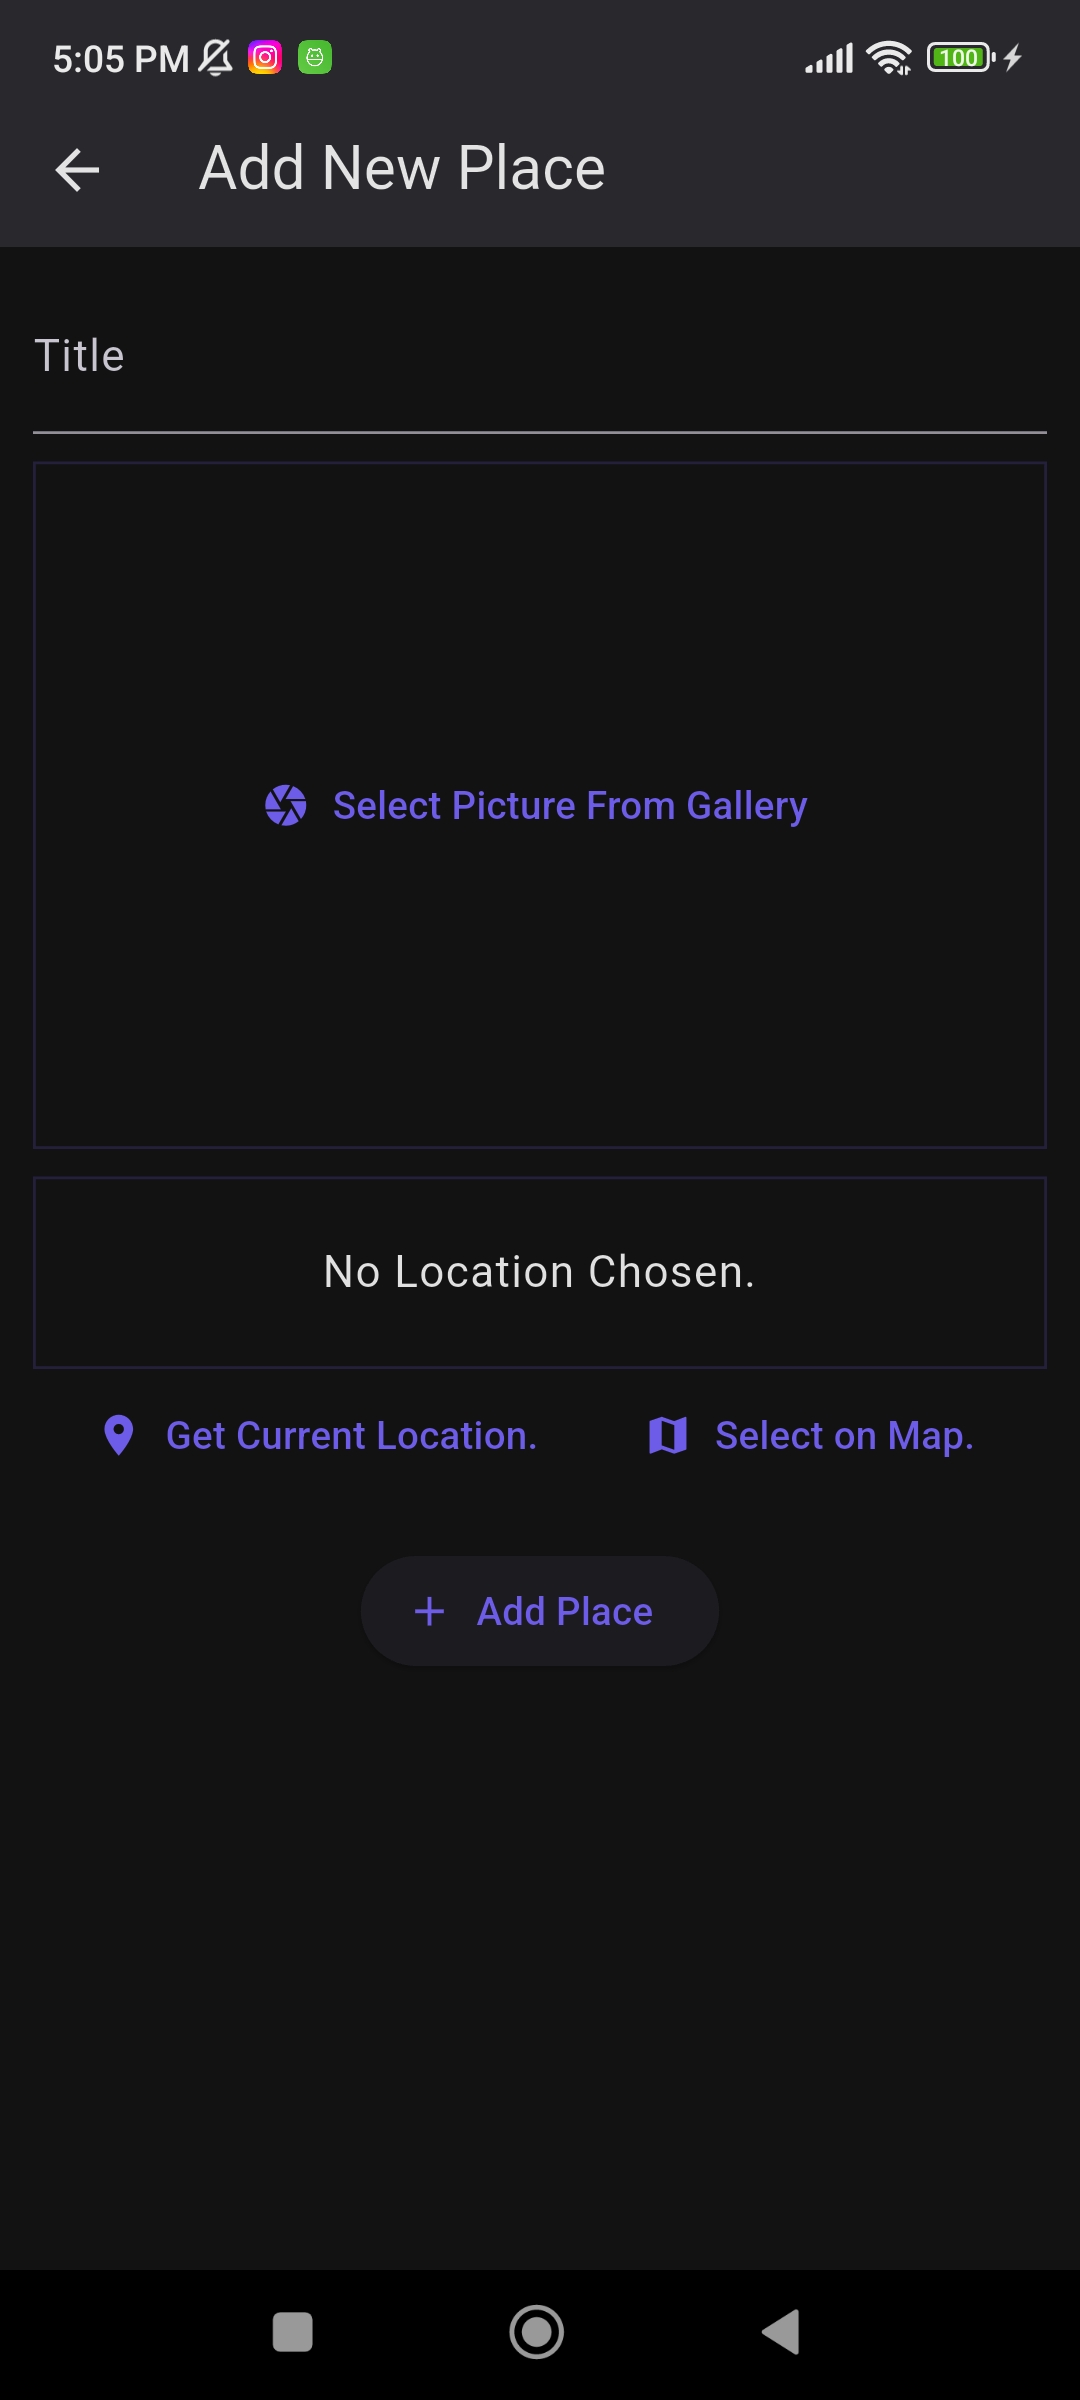 5:05 PM
100
Add New Place
Title
Select Picture From Gallery
No Location Chosen.
Get Current Location.
Select on Map.
Add Place